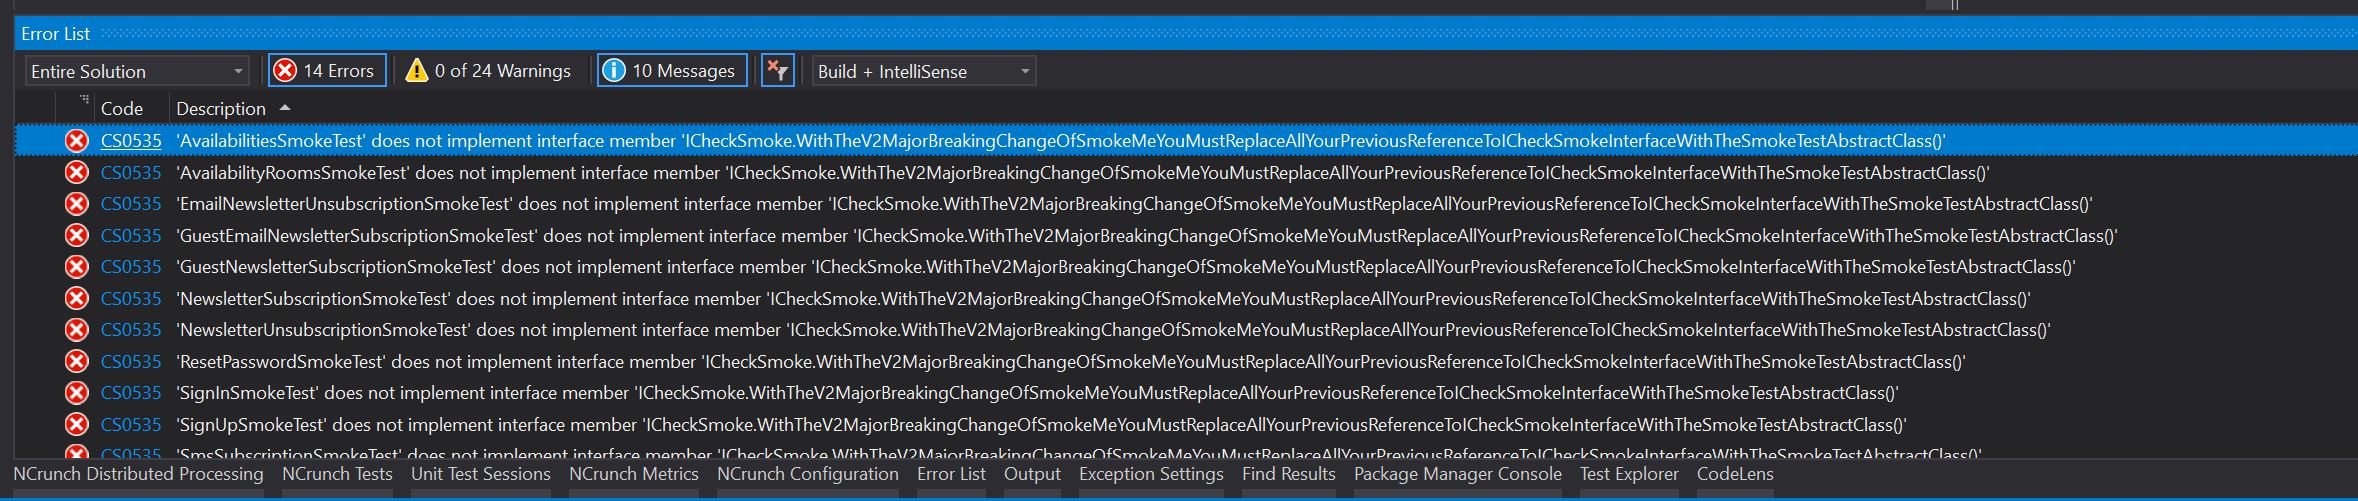 Error List
Entire Solution 14 Errors 0 of 24 Warnings 10 Messages Build + IntelliSense
Code Description
CS0535 'AvailabilitiesSmokeTest' does not implement interface member 'ICheckSmoke.WithTheV2MajorBreakingChangeOfSmokeMeYouMustReplaceAllYourPreviousReferenceToICheckSmokeInterfaceWithTheSmokeTestAbstractClass()'
CS0535 'AvailabilityRoomsSmokeTest' does not implement interface member 'ICheckSmoke.WithTheV2MajorBreakingChangeOfSmokeMeYouMustReplaceAllYourPreviousReferenceToICheckSmokeInterfaceWithTheSmokeTestAbstractClass()'
CS0535 'EmailNewsletterUnsubscriptionSmokeTest' does not implement interface member 'ICheckSmoke.WithTheV2MajorBreakingChangeOfSmokeMeYouMustReplaceAllYourPreviousReferenceToICheckSmokeInterfaceWithTheSmokeTestAbstractClass()'
CS0535 'GuestEmailNewsletterSubscriptionSmokeTest' does not implement interface member 'ICheckSmoke.WithTheV2MajorBreakingChangeOfSmokeMeYouMustReplaceAllYourPreviousReferenceToICheckSmokeInterfaceWithTheSmokeTestAbstractClass()'
CS0535 'GuestNewsletterSubscriptionSmokeTest' does not implement interface member 'ICheckSmoke.WithTheV2MajorBreakingChangeOfSmokeMeYouMustReplaceAllYourPreviousReferenceToICheckSmokeInterfaceWithTheSmokeTestAbstractClass()'
CS0535 'NewsletterSubscriptionSmokeTest' does not implement interface member 'ICheckSmoke.WithTheV2MajorBreakingChangeOfSmokeMeYouMustReplaceAllYourPreviousReferenceToICheckSmokeInterfaceWithTheSmokeTestAbstractClass()'
CS0535 'NewsletterUnsubscriptionSmokeTest' does not implement interface member 'ICheckSmoke.WithTheV2MajorBreakingChangeOfSmokeMeYouMustReplaceAllYourPreviousReferenceToICheckSmokeInterfaceWithTheSmokeTestAbstractClass()'
CS0535 'ResetPasswordSmokeTest' does not implement interface member 'ICheckSmoke.WithTheV2MajorBreakingChangeOfSmokeMeYouMustReplaceAllYourPreviousReferenceToICheckSmokeInterfaceWithTheSmokeTestAbstractClass()'
CS0535 'SignInSmokeTest' does not implement interface member 'ICheckSmoke.WithTheV2MajorBreakingChangeOfSmokeMeYouMustReplaceAllYourPreviousReferenceToICheckSmokeInterfaceWithTheSmokeTestAbstractClass()'
CS0535 'SignUpSmokeTest' does not implement interface member 'ICheckSmoke.WithTheV2MajorBreakingChangeOfSmokeMeYouMustReplaceAllYourPreviousReferenceToICheckSmokeInterfaceWithTheSmokeTestAbstractClass()'
CS0535 'SmsSubscriptionSmokeTest' does not implement interface member 'ICheckSmoke.WithTheV2MajorBreakingChangeOfSmokeMeYouMustReplaceAllYourPreviousReferenceToICheckSmokeInterfaceWithTheSmokeTestAbstractClass()'
NCrunch Distributed Processing NCrunch Tests Unit Test Sessions NCrunch Metrics NCrunch Configuration Error List Output Exception Settings Find Results Package Manager Console Test Explorer CodeLens